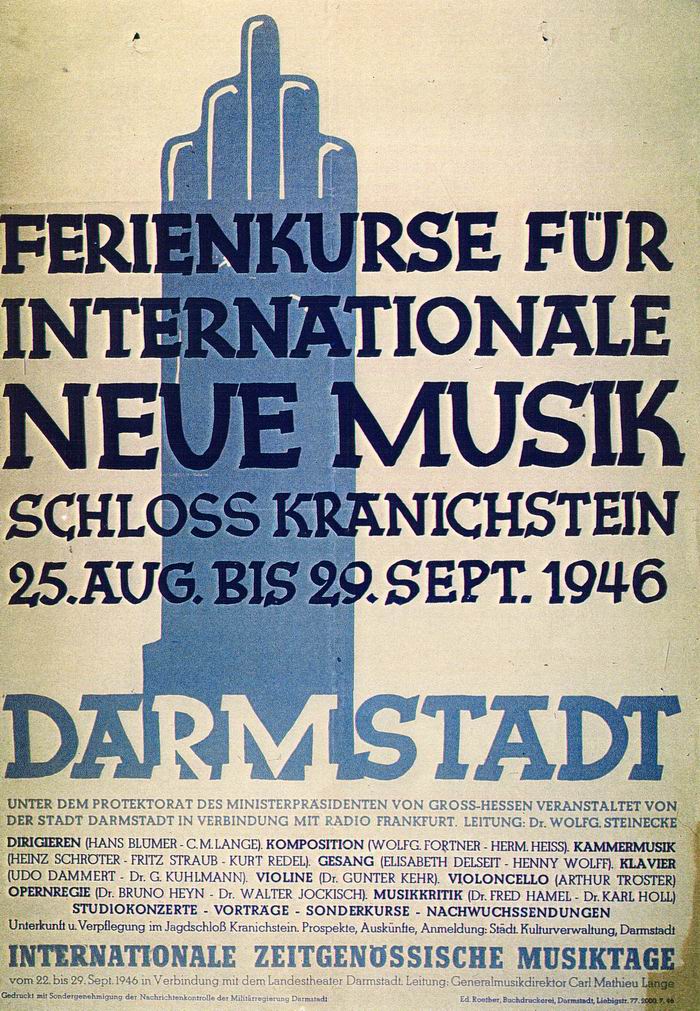 FERIENKURSE FÜR
INTERNATIONALE
NEUE MUSIK
SCHLOSS KRANICHSTEIN
25. AUG. BIS 29. SEPT. 1946
DARMSTADT
UNTER DEM PROTEKTORAT DES MINISTERPRÄSIDENTEN VON GROSS-HESSEN VERANSTALTET VON
DER STADT DARMSTADT IN VERBINDUNG MIT RADIO FRANKFURT. LEITUNG: Dr. WOLFG. STEINECKE
DIRIGIEREN (HANS BLÜMER - C. M. LANGE). KOMPOSITION (WOLFG. FORTNER - HERM. HEISS). KAMMERMUSIK
(HEINZ SCHRÖTER - FRITZ STRAUB - KURT REDEL). GESANG (ELISABETH DELSEIT - HENNY WOLFF). KLAVIER
(UDO DAMMERT - Dr. G. KUHLMANN). VIOLINE (Dr. GÜNTER KEHR). VIOLONCELLO (ARTHUR TRÖSTER)
OPERNREGIE (Dr. BRUNO HEYN - Dr. WALTER JOCKISCH). MUSIKKRITIK (Dr. FRED HAMEL - Dr. KARL HOLL)
STUDIOKONZERTE - VORTRÄGE - SONDERKURSE - NACHWUCHSSENDUNGEN
Unterkunft u. Verpflegung im Jagdschloß Kranichstein. Prospekte, Auskünfte, Anmeldung: Städt. Kulturverwaltung, Darmstadt
INTERNATIONALE ZEITGENÖSSISCHE MUSIKTAGE
vom 22. bis 29. Sept. 1946 in Verbindung mit dem Landestheater Darmstadt. Leitung: Generalmusikdirektor Carl Mathieu Lange
Gedruckt mit Sondergenehmigung der Nachrichtenkontrolle der Militärregierung Darmstadt
Ed. Roether, Buchdruckerei, Darmstadt, Liebigstr. 77. 2000. 7. 46